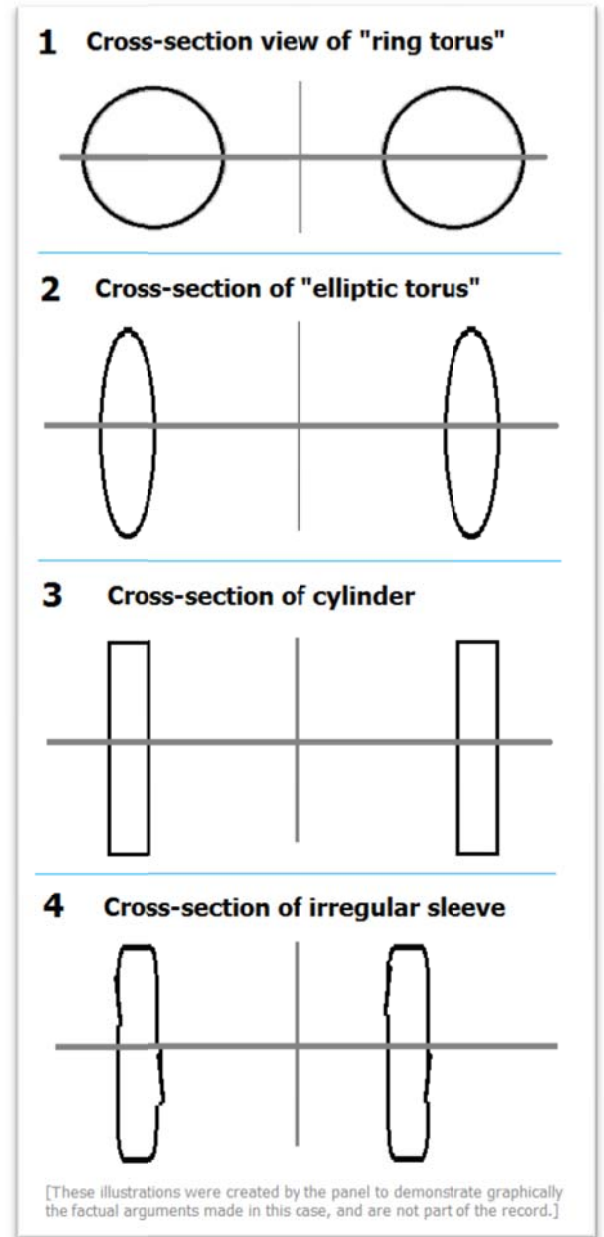 1 Cross-section view of "ring torus"
2 Cross-section of "elliptic torus"
3 Cross-section of cylinder
4 Cross-section of irregular sleeve
[These illustrations were created by the panel to demonstrate graphically
the factual arguments made in this case, and are not part of the record.]